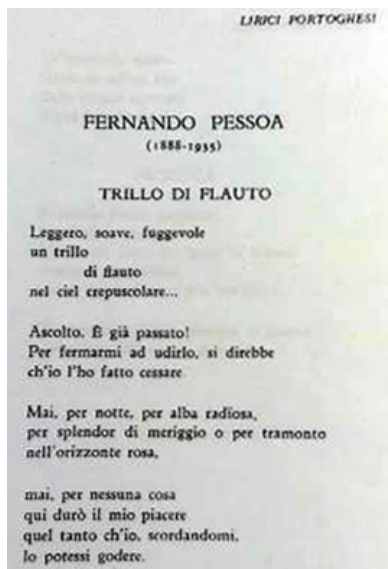 LIRICI PORTOGHESI
FERNANDO PESSOA
(1888-1935)
TRILLO DI FLAUTO
Leggero, soave, fuggevole
un trillo
di flauto
nel ciel crepuscolare...
Ascolto. È già passato!
Per fermarmi ad udirlo, si direbbe
ch'io l'ho fatto cessare.
Mai, per notte, per alba radiosa,
per splendor di meriggio o per tramonto
nell'orizzonte rosa,
mai, per nessuna cosa
qui durò il mio piacere
quel tanto ch'io, scordandomi,
lo potessi godere.